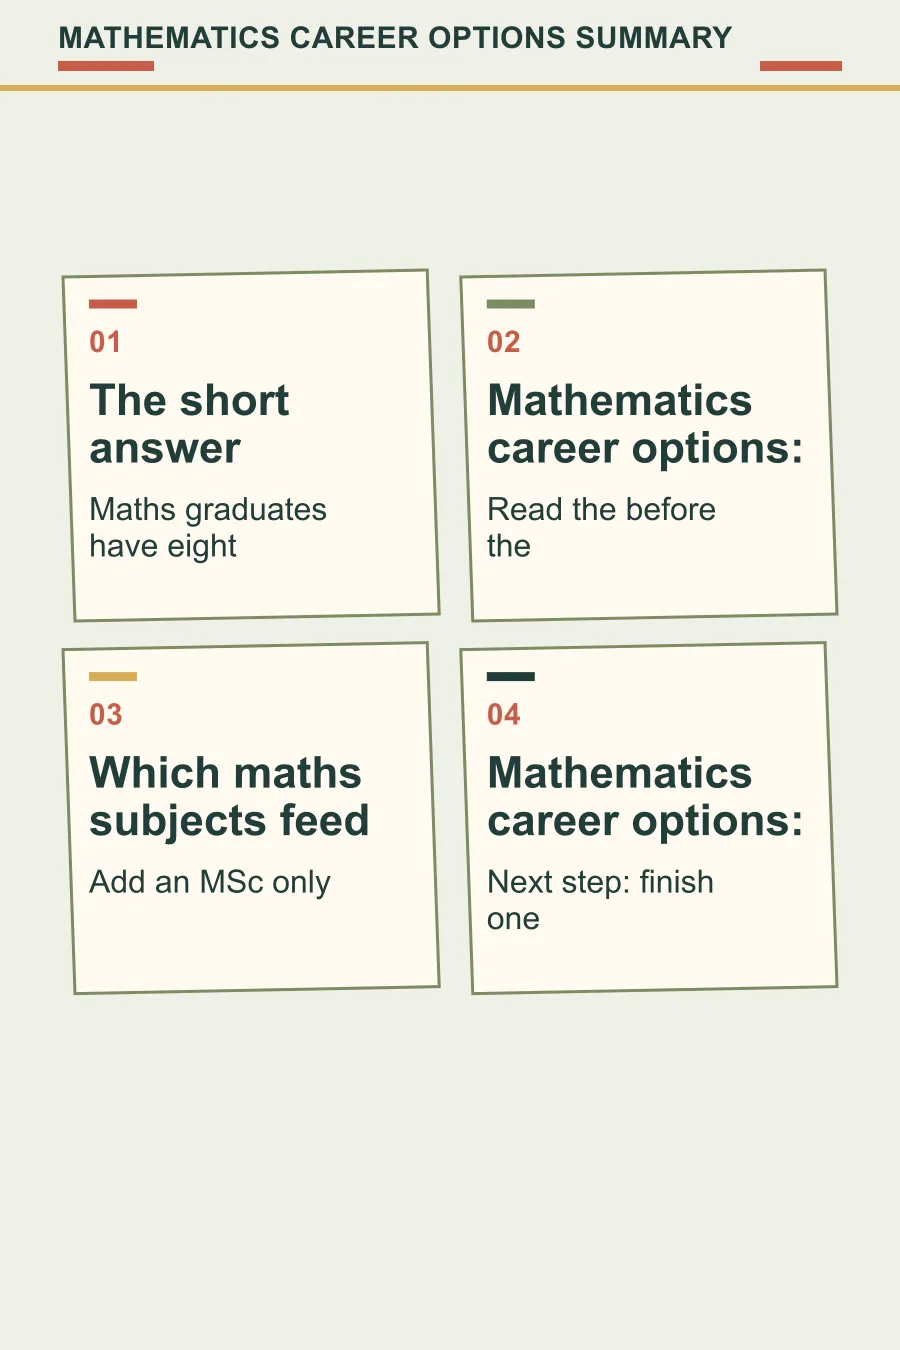 MATHEMATICS CAREER OPTIONS SUMMARY
01
The short
answer
Maths graduates
have eight
02
Mathematics
career options:
Read the before
the
03
Which maths
subjects feed
Add an MSc only
04
Mathematics
career options:
Next step: finish
one